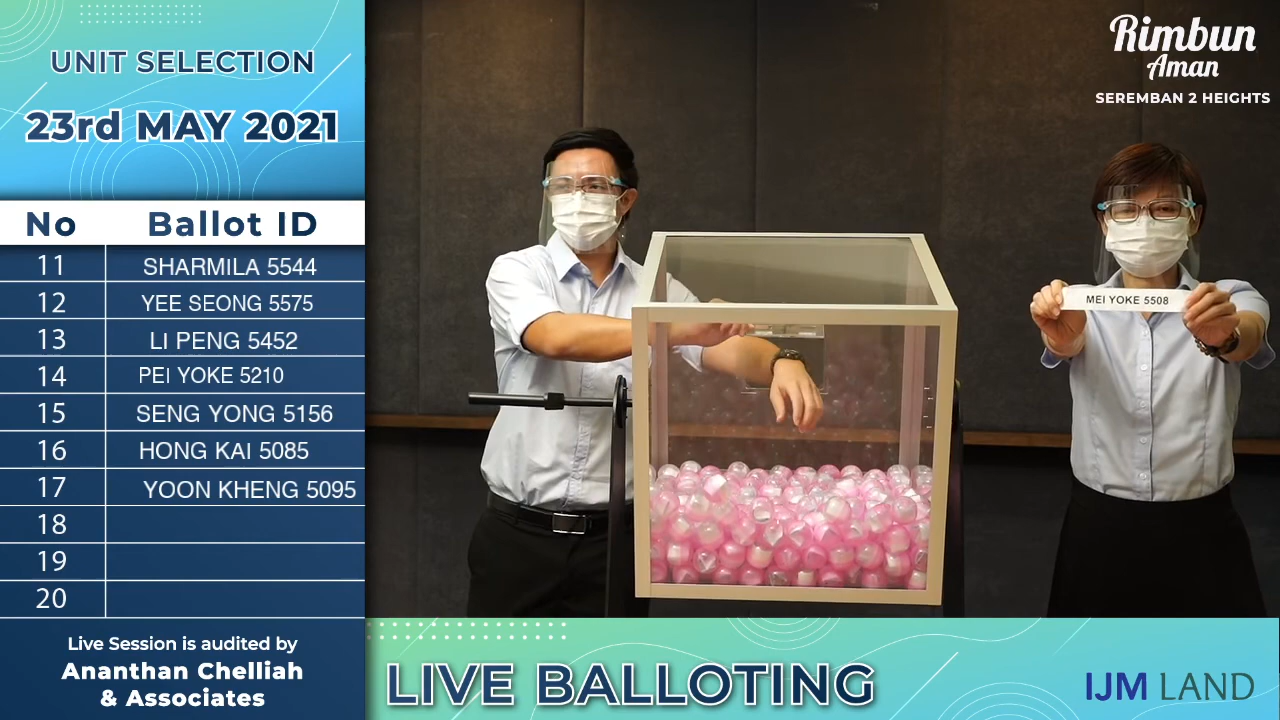 UNIT SELECTION
23rd MAY 2021
No Ballot ID
11 SHARMILA 5544
12 YEE SEONG 5575
13 LI PENG 5452
14 PEI YOKE 5210
15 SENG YONG 5156
16 HONG KAI 5085
17 YOON KHENG 5095
18
19
20
Live Session is audited by
Ananthan Chelliah
& Associates
Rimbun
Aman
SEREMBAN 2 HEIGHTS
MEI YOKE 5508
LIVE BALLOTING
IJM LAND